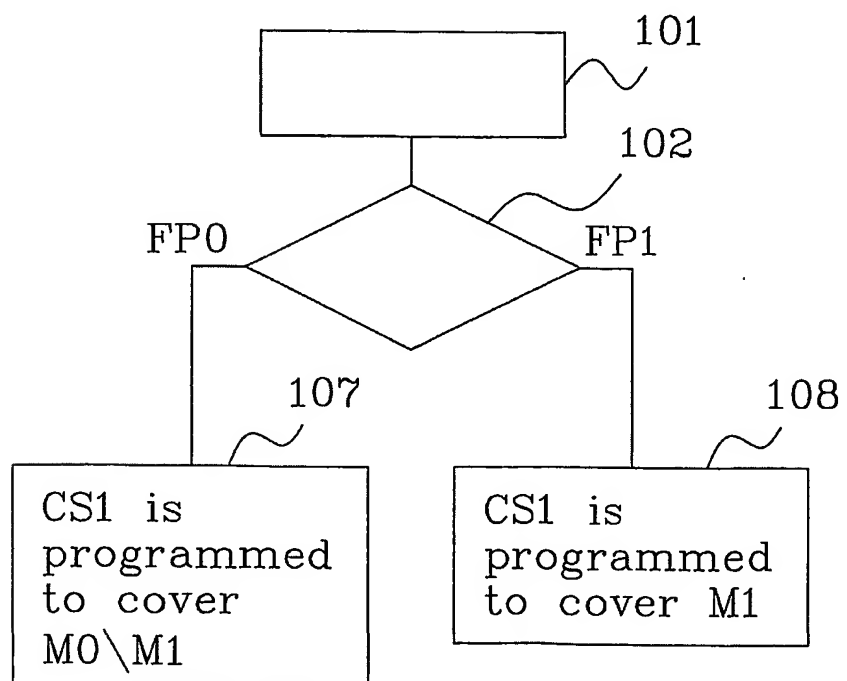 101
102
FP0
FP1
107
108
CS1 is
programmed
to cover
M0\M1
CS1 is
programmed
to cover M1